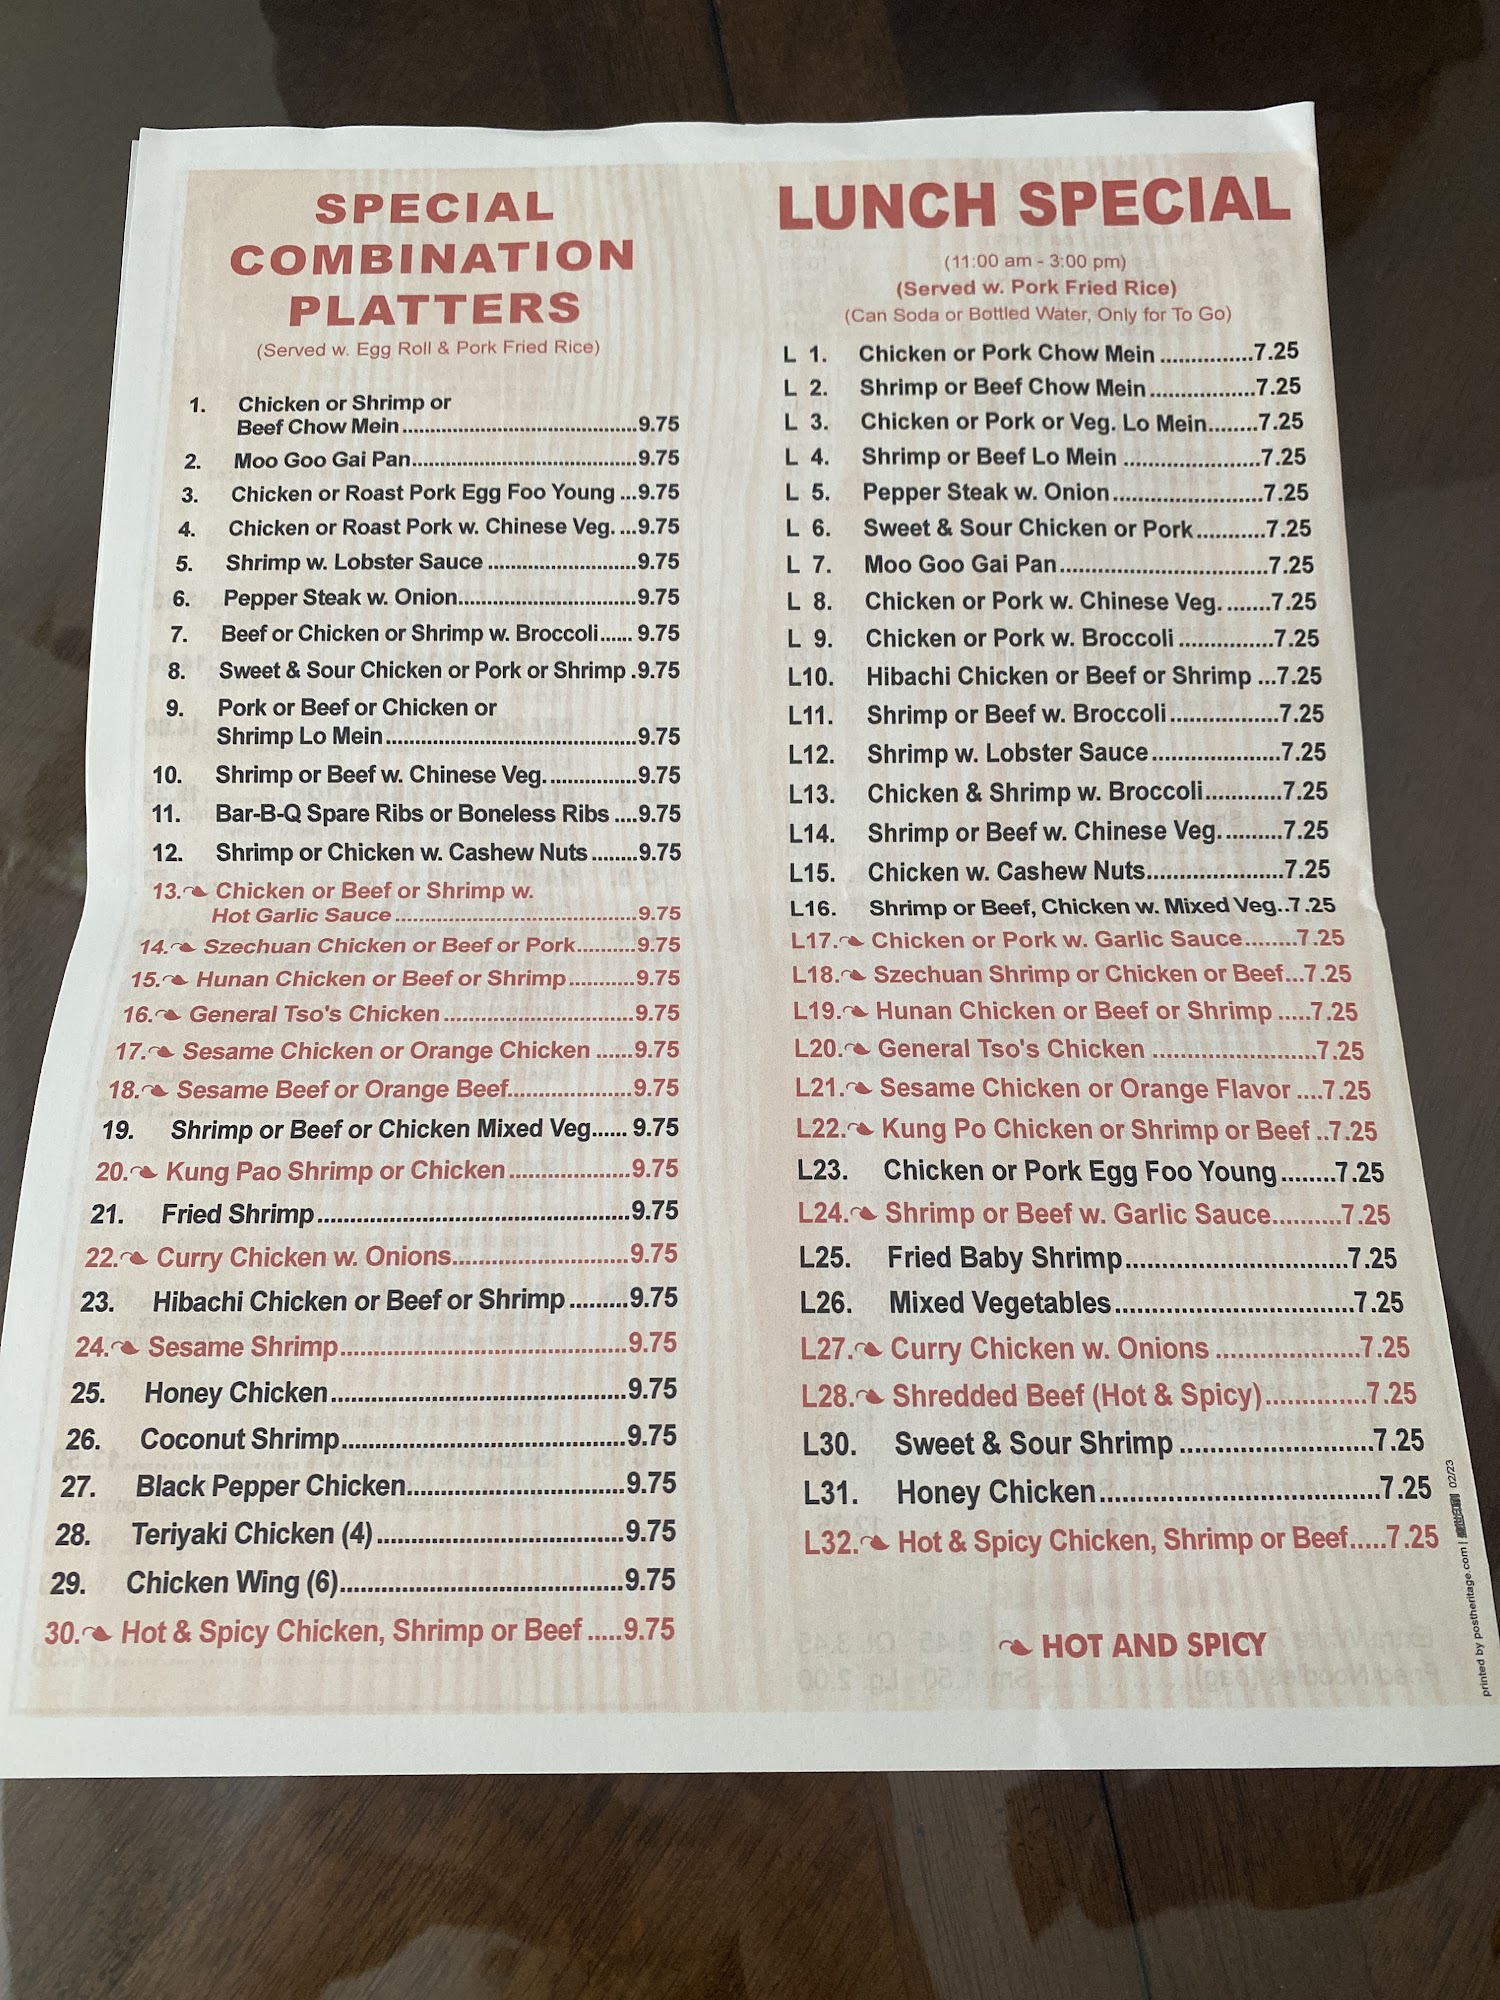 SPECIAL
COMBINATION
PLATTERS
(Served w. Egg Roll & Pork Fried Rice)
1. Chicken or Shrimp or
Beef Chow Mein.......................................9.75
2. Moo Goo Gai Pan.....................................9.75
3. Chicken or Roast Pork Egg Foo Young ...9.75
4. Chicken or Roast Pork w. Chinese Veg. ...9.75
5. Shrimp w. Lobster Sauce .........................9.75
6. Pepper Steak w. Onion..............................9.75
7. Beef or Chicken or Shrimp w. Broccoli...... 9.75
8. Sweet & Sour Chicken or Pork or Shrimp .9.75
9. Pork or Beef or Chicken or
Shrimp Lo Mein..........................................9.75
10. Shrimp or Beef w. Chinese Veg. ...............9.75
11. Bar-B-Q Spare Ribs or Boneless Ribs ....9.75
12. Shrimp or Chicken w. Cashew Nuts ........9.75
13. Chicken or Beef or Shrimp w.
Hot Garlic Sauce ........................................9.75
14. Szechuan Chicken or Beef or Pork..........9.75
15. Hunan Chicken or Beef or Shrimp ...........9.75
16. General Tso's Chicken ..............................9.75
17. Sesame Chicken or Orange Chicken ......9.75
18. Sesame Beef or Orange Beef....................9.75
19. Shrimp or Beef or Chicken Mixed Veg...... 9.75
20. Kung Pao Shrimp or Chicken ...................9.75
21. Fried Shrimp ................................................9.75
22. Curry Chicken w. Onions...........................9.75
23. Hibachi Chicken or Beef or Shrimp .........9.75
24. Sesame Shrimp............................................9.75
25. Honey Chicken.............................................9.75
26. Coconut Shrimp...........................................9.75
27. Black Pepper Chicken.................................9.75
28. Teriyaki Chicken (4) .....................................9.75
29. Chicken Wing (6)..........................................9.75
30. Hot & Spicy Chicken, Shrimp or Beef .....9.75
LUNCH SPECIAL
(11:00 am - 3:00 pm)
(Served w. Pork Fried Rice)
(Can Soda or Bottled Water, Only for To Go)
L 1. Chicken or Pork Chow Mein ...............7.25
L 2. Shrimp or Beef Chow Mein.................7.25
L 3. Chicken or Pork or Veg. Lo Mein........7.25
L 4. Shrimp or Beef Lo Mein ......................7.25
L 5. Pepper Steak w. Onion........................7.25
L 6. Sweet & Sour Chicken or Pork...........7.25
L 7. Moo Goo Gai Pan.................................7.25
L 8. Chicken or Pork w. Chinese Veg. .......7.25
L 9. Chicken or Pork w. Broccoli ...............7.25
L10. Hibachi Chicken or Beef or Shrimp ...7.25
L11. Shrimp or Beef w. Broccoli.................7.25
L12. Shrimp w. Lobster Sauce....................7.25
L13. Chicken & Shrimp w. Broccoli............7.25
L14. Shrimp or Beef w. Chinese Veg. .........7.25
L15. Chicken w. Cashew Nuts.....................7.25
L16. Shrimp or Beef, Chicken w. Mixed Veg..7.25
L17. Chicken or Pork w. Garlic Sauce........7.25
L18. Szechuan Shrimp or Chicken or Beef...7.25
L19. Hunan Chicken or Beef or Shrimp .....7.25
L20. General Tso's Chicken ........................7.25
L21. Sesame Chicken or Orange Flavor ....7.25
L22. Kung Po Chicken or Shrimp or Beef ..7.25
L23. Chicken or Pork Egg Foo Young ........7.25
L24. Shrimp or Beef w. Garlic Sauce..........7.25
L25. Fried Baby Shrimp................................7.25
L26. Mixed Vegetables..................................7.25
L27. Curry Chicken w. Onions .....................7.25
L28. Shredded Beef (Hot & Spicy)..............7.25
L30. Sweet & Sour Shrimp ...........................7.25
L31. Honey Chicken.......................................7.25
L32. Hot & Spicy Chicken, Shrimp or Beef.....7.25
HOT AND SPICY
printed by postheritage.com | 02/23